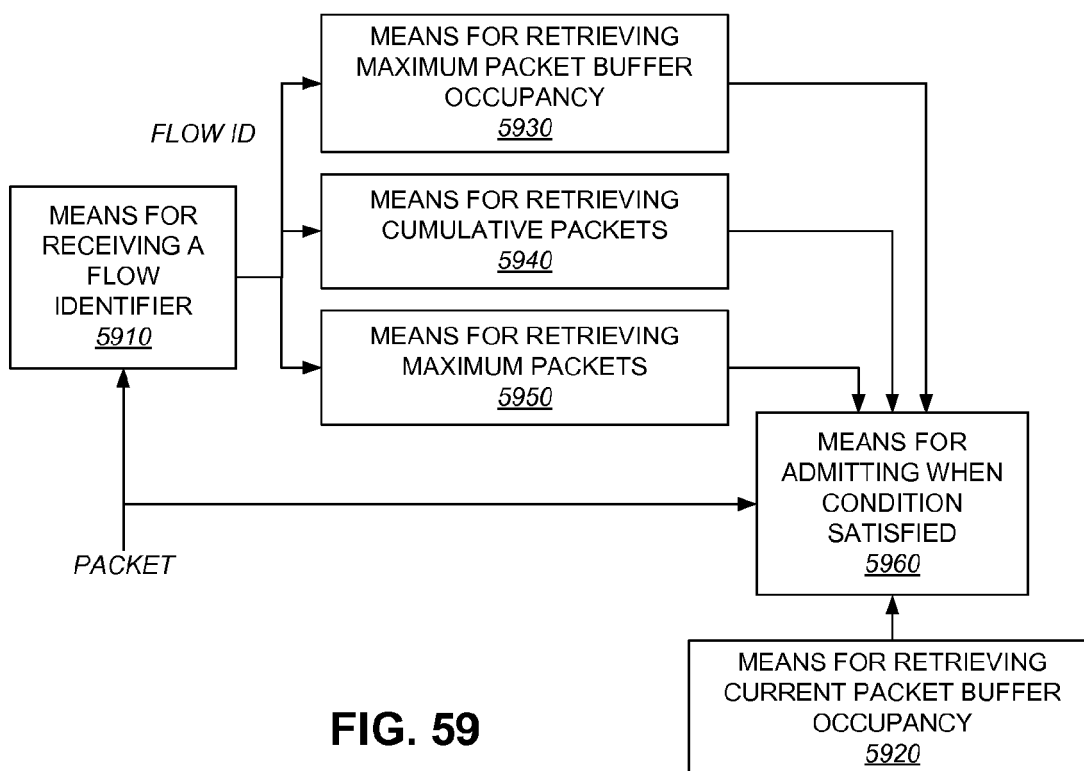 MEANS FOR RETRIEVING
MAXIMUM PACKET BUFFER
OCCUPANCY
5930
FLOW ID
MEANS FOR
RECEIVING A
FLOW
IDENTIFIER
5910
MEANS FOR RETRIEVING
CUMULATIVE PACKETS
5940
MEANS FOR RETRIEVING
MAXIMUM PACKETS
5950
MEANS FOR
ADMITTING WHEN
CONDITION
SATISFIED
5960
PACKET
MEANS FOR RETRIEVING
CURRENT PACKET BUFFER
OCCUPANCY
5920
FIG. 59